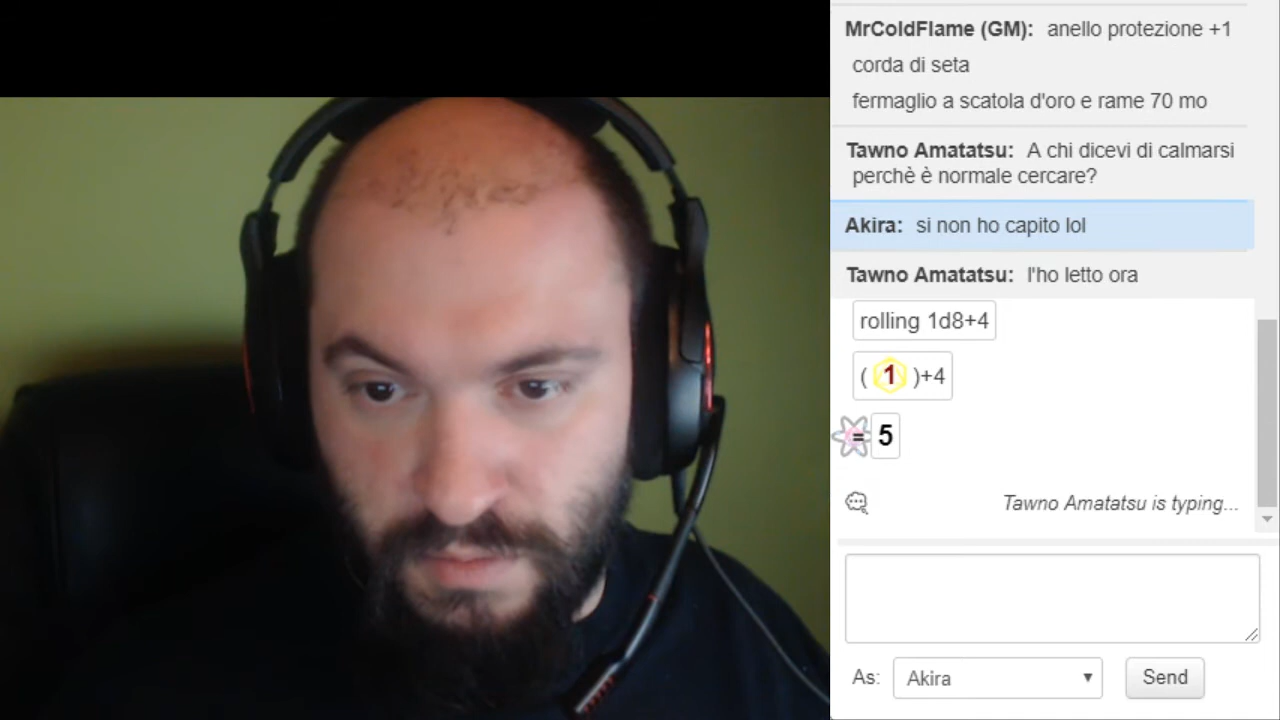 MrColdFlame (GM): anello protezione +1
corda di seta
fermaglio a scatola d'oro e rame 70 mo
Tawno Amatatsu: A chi dicevi di calmarsi
perchè è normale cercare?
Akira: si non ho capito lol
Tawno Amatatsu: l'ho letto ora
rolling 1d8+4
( 1 )+4
= 5
Tawno Amatatsu is typing...
As: Akira Send